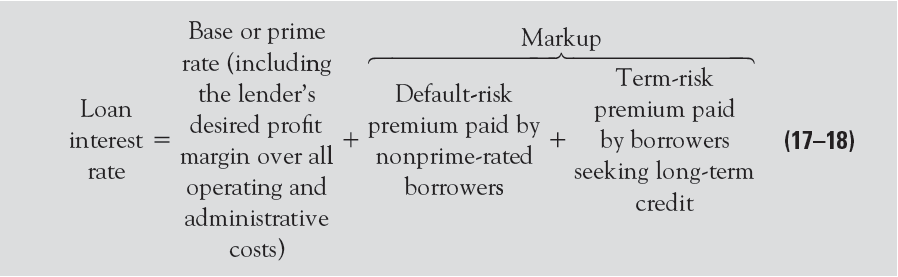 Loan
interest
rate
=
Base or prime
rate (including
the lender's
desired profit
margin over all
operating and
administrative
costs)
+
Markup
Default-risk
premium paid by
nonprime-rated
borrowers
+
Term-risk
premium paid
by borrowers
seeking long-term
credit
(17–18)